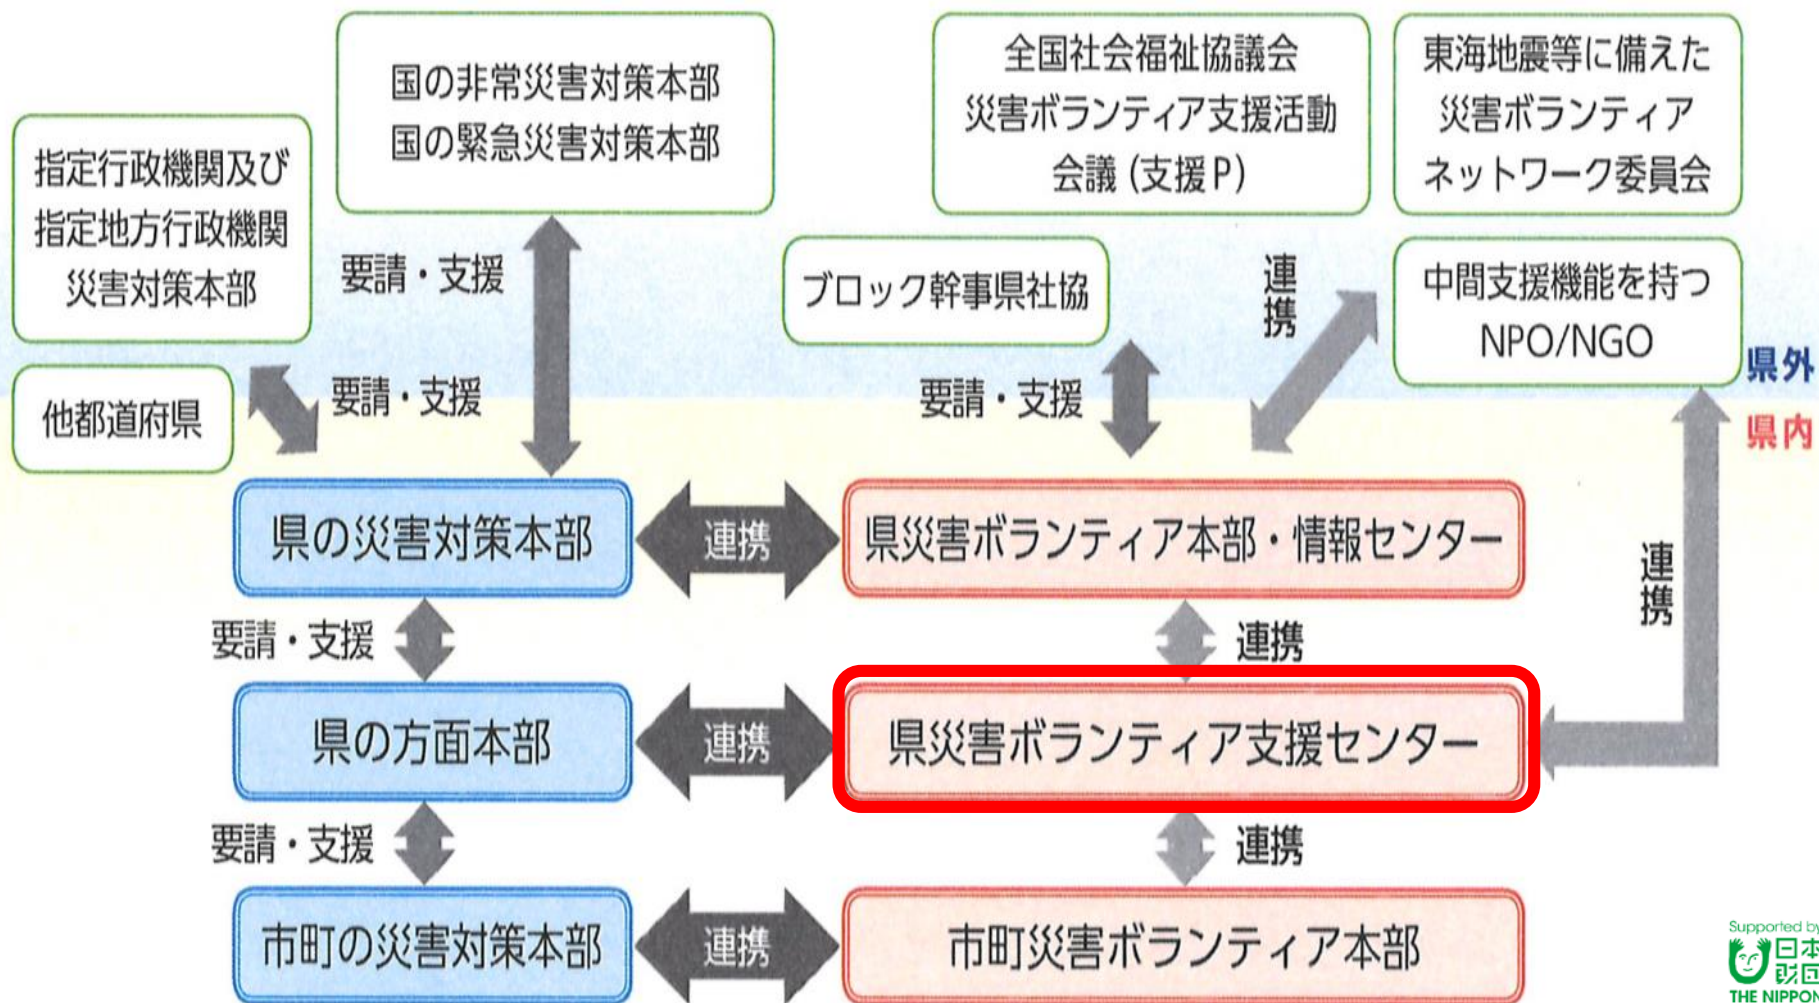 国の非常災害対策本部
国の緊急災害対策本部
全国社会福祉協議会
災害ボランティア支援活動
会議 (支援P)
東海地震等に備えた
災害ボランティア
ネットワーク委員会
指定行政機関及び
指定地方行政機関
災害対策本部
要請・支援
ブロック幹事県社協
連携
中間支援機能を持つ
NPO/NGO
県外
他都道府県
要請・支援
要請・支援
県内
県の災害対策本部
連携
県災害ボランティア本部・情報センター
連携
要請・支援
連携
県の方面本部
連携
県災害ボランティア支援センター
要請・支援
連携
市町の災害対策本部
連携
市町災害ボランティア本部
Supported by
日本
財団
THE NIPPON